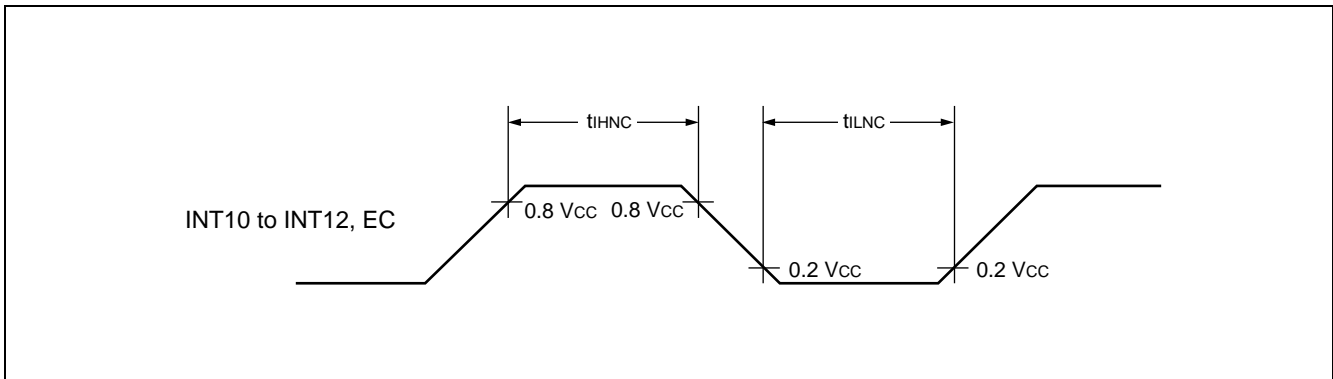 tIHNC
tILNC
0.8 VCC
0.8 VCC
INT10 to INT12, EC
0.2 VCC
0.2 VCC